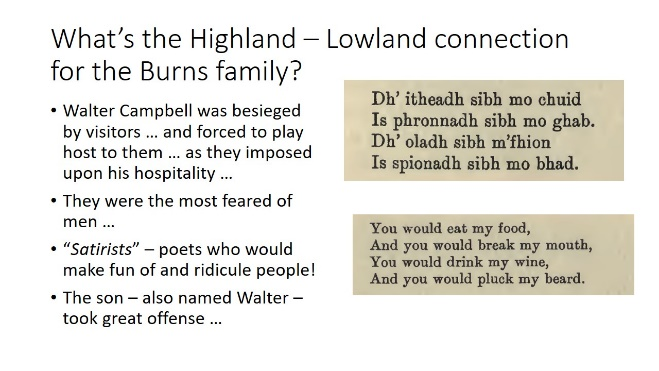 What's the Highland – Lowland connection
for the Burns family?
• Walter Campbell was besieged
by visitors … and forced to play
host to them … as they imposed
upon his hospitality …
• They were the most feared of
men …
• “Satirists” – poets who would
make fun of and ridicule people!
• The son – also named Walter –
took great offense …
Dh' itheadh sibh mo chuid
Is phronnadh sibh mo ghab.
Dh' oladh sibh m'fhion
Is spionadh sibh mo bhad.
You would eat my food,
And you would break my mouth,
You would drink my wine,
And you would pluck my beard.